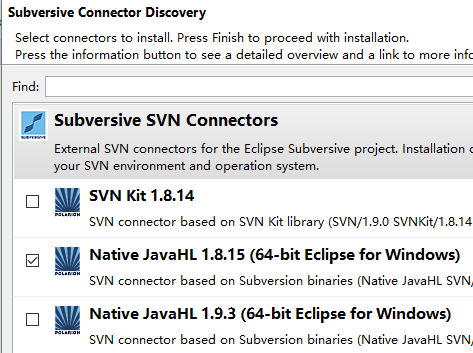 Subversive Connector Discovery
Select connectors to install. Press Finish to proceed with installation.
Press the information button to see a detailed overview and a link to more info
Find:
Subversive SVN Connectors
SUBVERSIVE
External SVN connectors for the Eclipse Subversive project. Installation o
your SVN environment and operation system.
SVN Kit 1.8.14
POLARION
SVN connector based on SVN Kit library (SVN/1.9.0 SVNKit/1.8.14
Native JavaHL 1.8.15 (64-bit Eclipse for Windows)
POLARION
SVN connector based on Subversion binaries (Native JavaHL SVN/
Native JavaHL 1.9.3 (64-bit Eclipse for Windows)
POLARION
SVN connector based on Subversion binaries (Native JavaHL SVN/